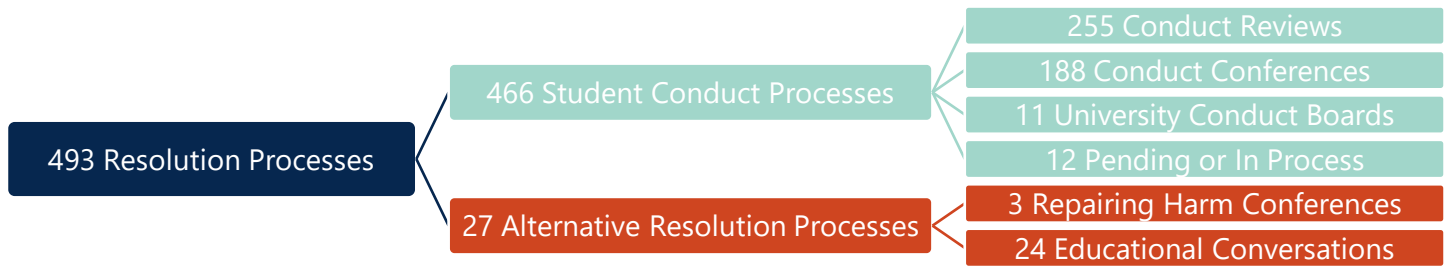 493 Resolution Processes
466 Student Conduct Processes
255 Conduct Reviews
188 Conduct Conferences
11 University Conduct Boards
12 Pending or In Process
27 Alternative Resolution Processes
3 Repairing Harm Conferences
24 Educational Conversations